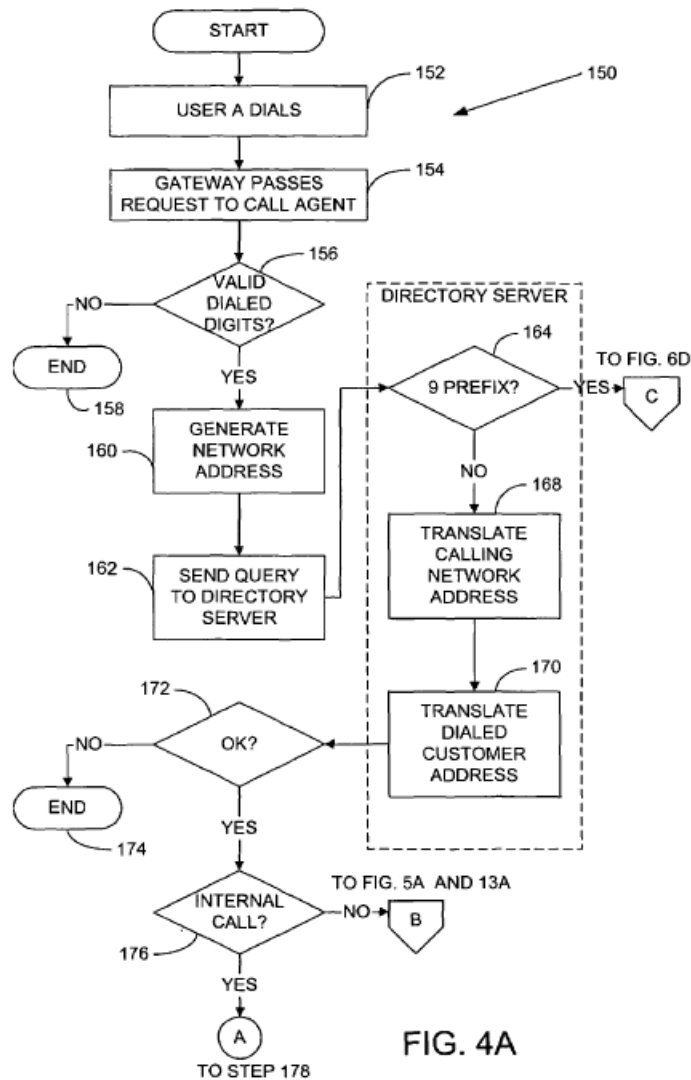 START
152
150
USER A DIALS
154
GATEWAY PASSES
REQUEST TO CALL AGENT
156
VALID
DIALED
DIGITS?
NO
END
158
YES
DIRECTORY SERVER
164
9 PREFIX?
YES
TO FIG. 6D
C
160
GENERATE
NETWORK
ADDRESS
NO
168
TRANSLATE
CALLING
NETWORK
ADDRESS
162
SEND QUERY
TO DIRECTORY
SERVER
170
TRANSLATE
DIALED
CUSTOMER
ADDRESS
172
OK?
NO
END
174
YES
TO FIG. 5A AND 13A
INTERNAL
CALL?
NO
B
176
YES
A
TO STEP 178
FIG. 4A